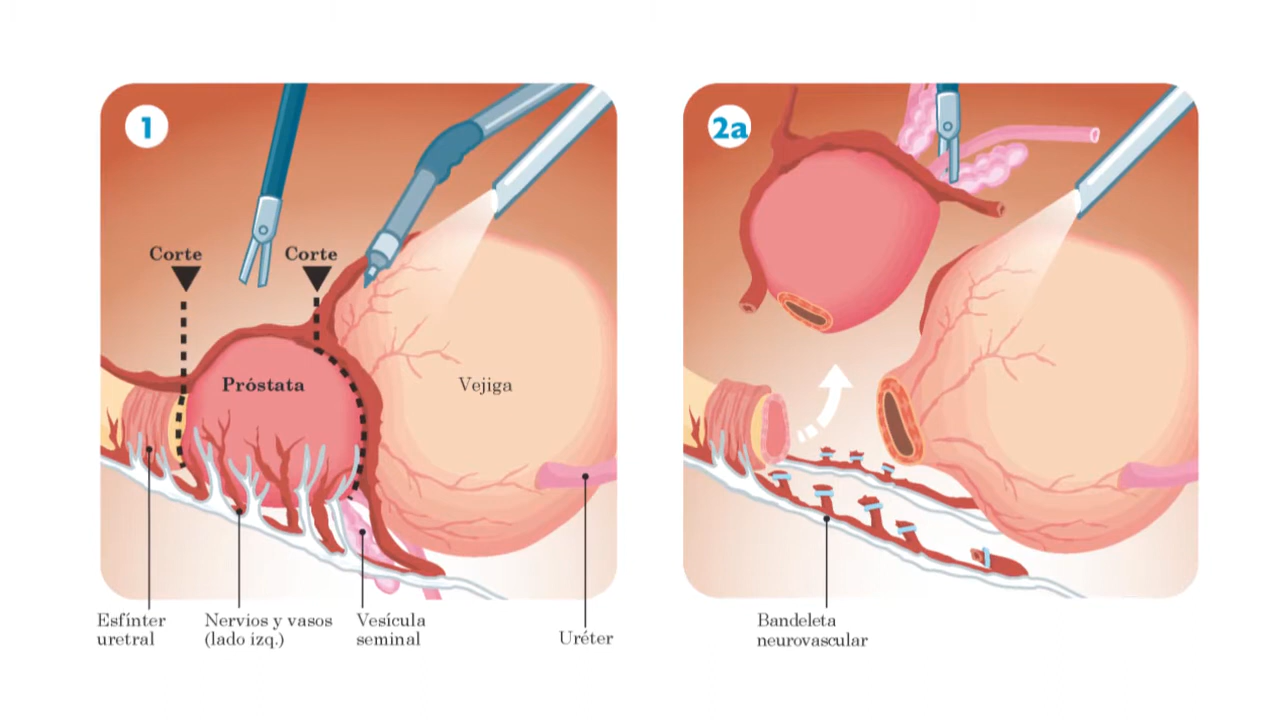 1
Corte
Corte
Próstata
Vejiga
Esfínter
uretral
Nervios y vasos
(lado izq.)
Vesícula
seminal
Uréter
2a
Bandeleta
neurovascular